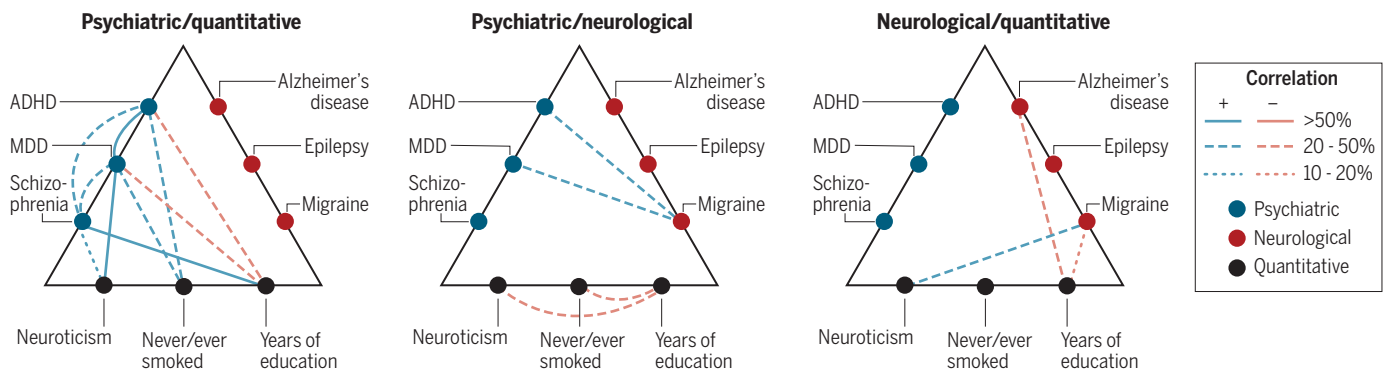 Psychiatric/quantitative
ADHD
MDD
Schizo-
phrenia
Alzheimer's
disease
Epilepsy
Migraine
Neuroticism
Never/ever
smoked
Years of
education
Psychiatric/neurological
ADHD
MDD
Schizo-
phrenia
Alzheimer's
disease
Epilepsy
Migraine
Neuroticism
Never/ever
smoked
Years of
education
Neurological/quantitative
ADHD
MDD
Schizo-
phrenia
Alzheimer's
disease
Epilepsy
Migraine
Neuroticism
Never/ever
smoked
Years of
education
Correlation
+ −
>50%
20 - 50%
10 - 20%
Psychiatric
Neurological
Quantitative